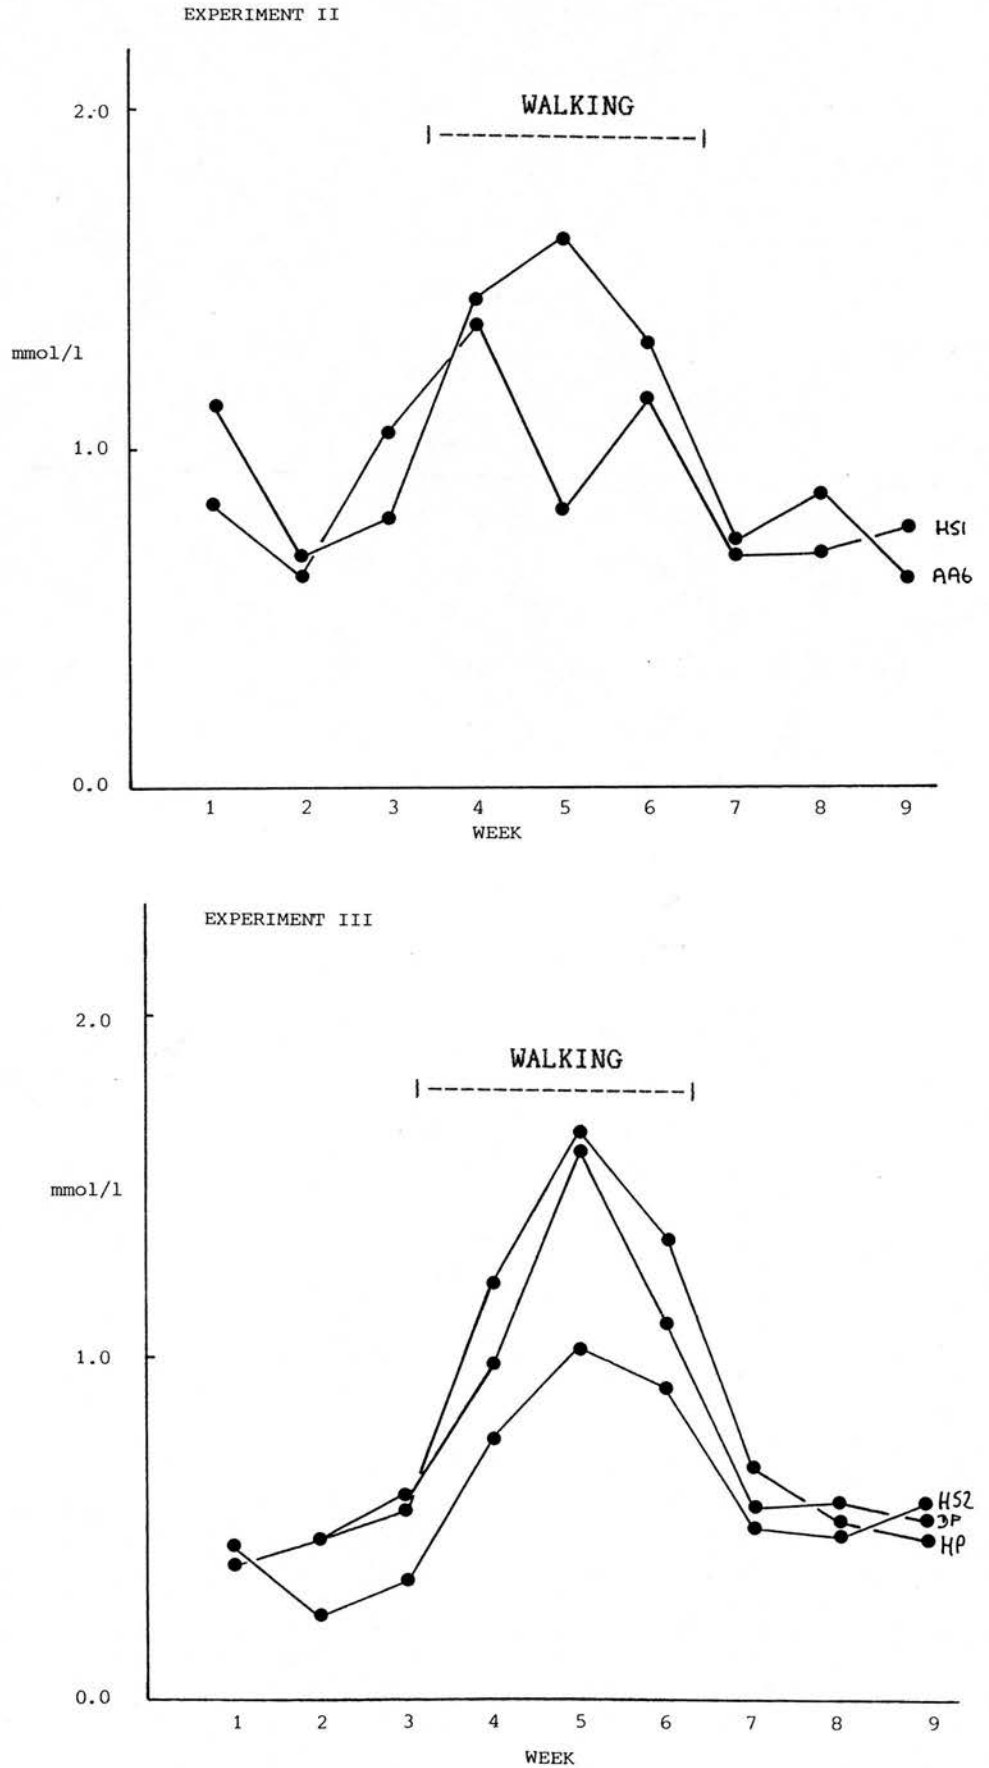 EXPERIMENT II
2.0
WALKING
mmol/l
1.0
HS1
AA6
0.0
1 2 3 4 5 6 7 8 9
WEEK
EXPERIMENT III
2.0
WALKING
mmol/l
1.0
HS2
JP
HP
0.0
1 2 3 4 5 6 7 8 9
WEEK